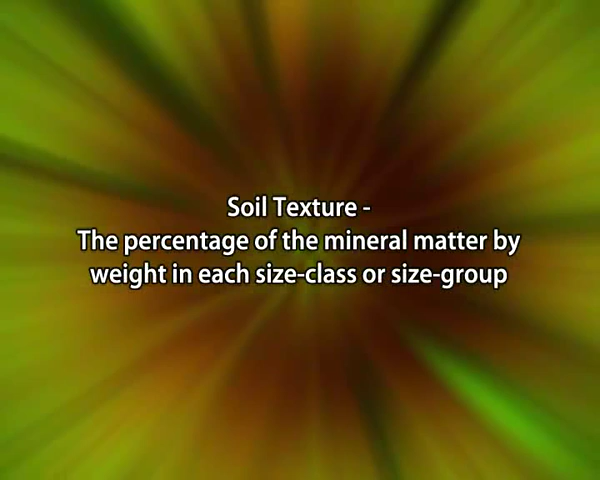 Soil Texture -
The percentage of the mineral matter by
weight in each size-class or size-group